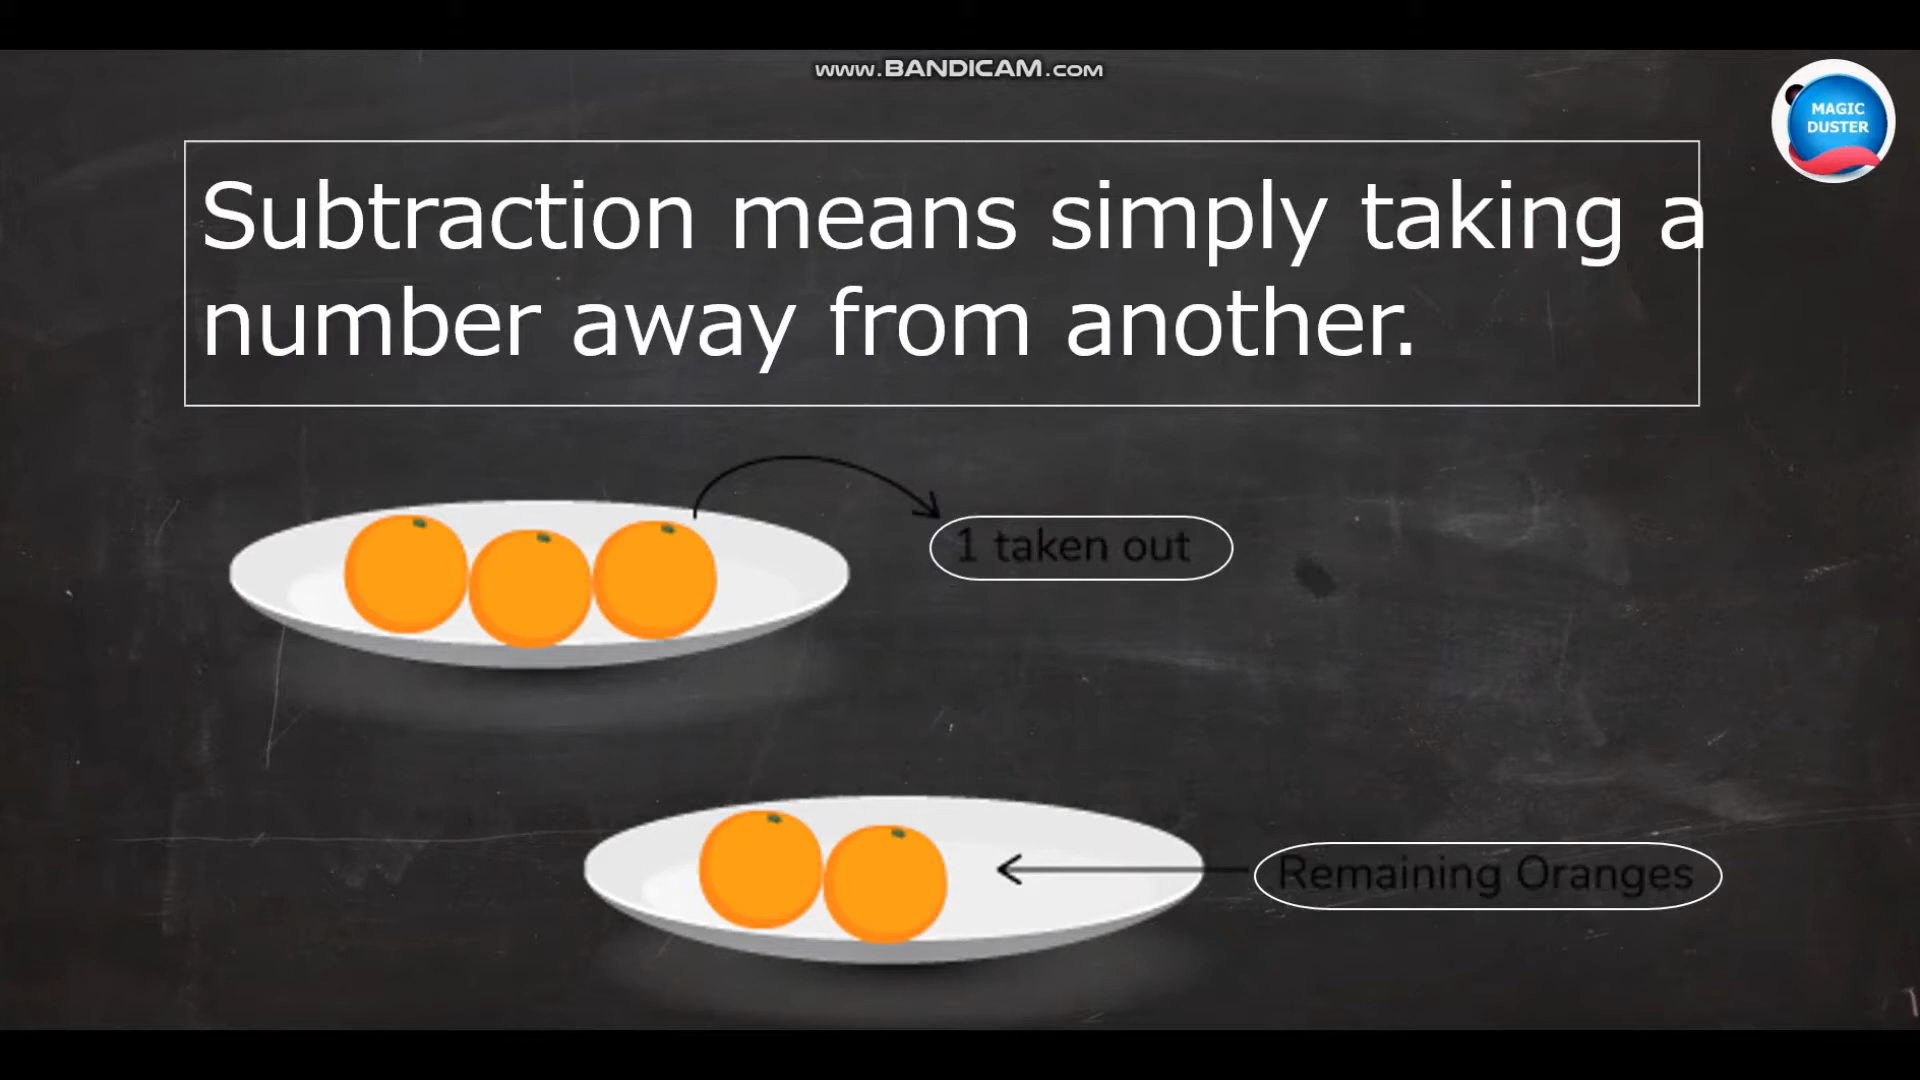 www.BANDICAM.com
MAGIC
DUSTER
Subtraction means simply taking a
number away from another.
1 taken out
Remaining Oranges